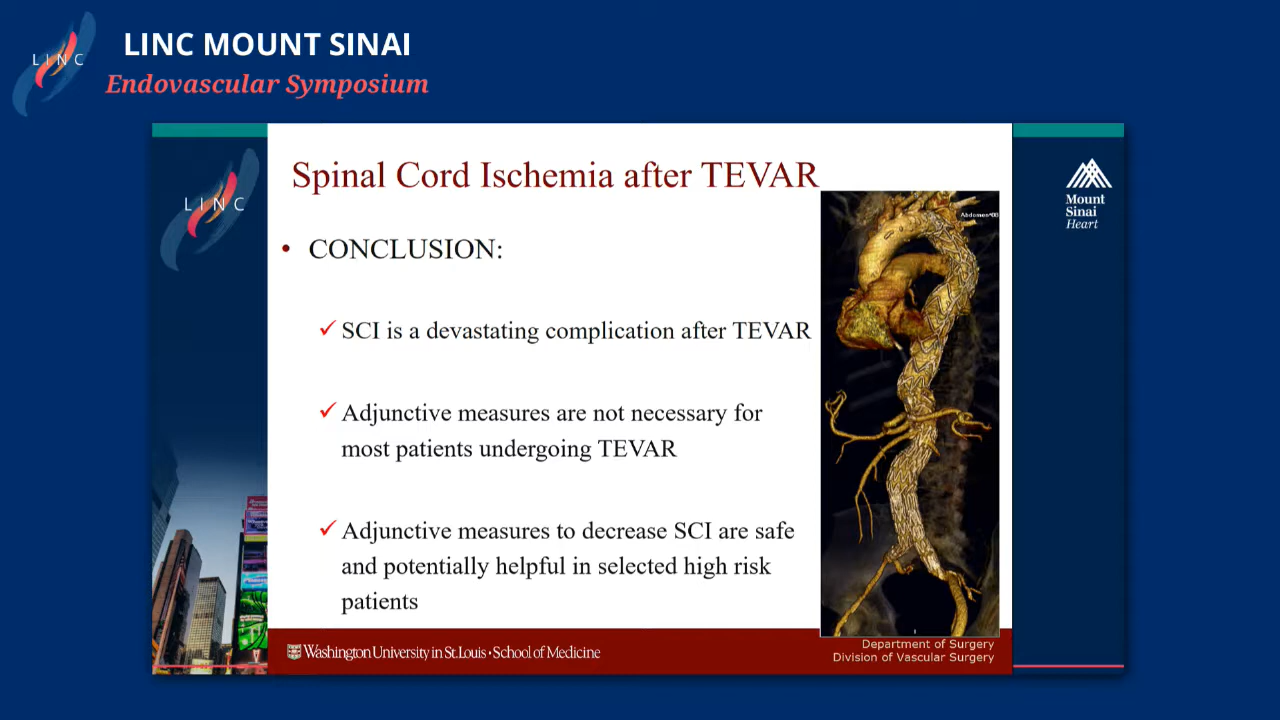 LINC
LINC MOUNT SINAI
Endovascular Symposium
LINC
Mount
Sinai
Heart
Spinal Cord Ischemia after TEVAR
• CONCLUSION:
✓ SCI is a devastating complication after TEVAR
✓ Adjunctive measures are not necessary for
most patients undergoing TEVAR
✓ Adjunctive measures to decrease SCI are safe
and potentially helpful in selected high risk
patients
Washington University in St. Louis • School of Medicine
Department of Surgery
Division of Vascular Surgery